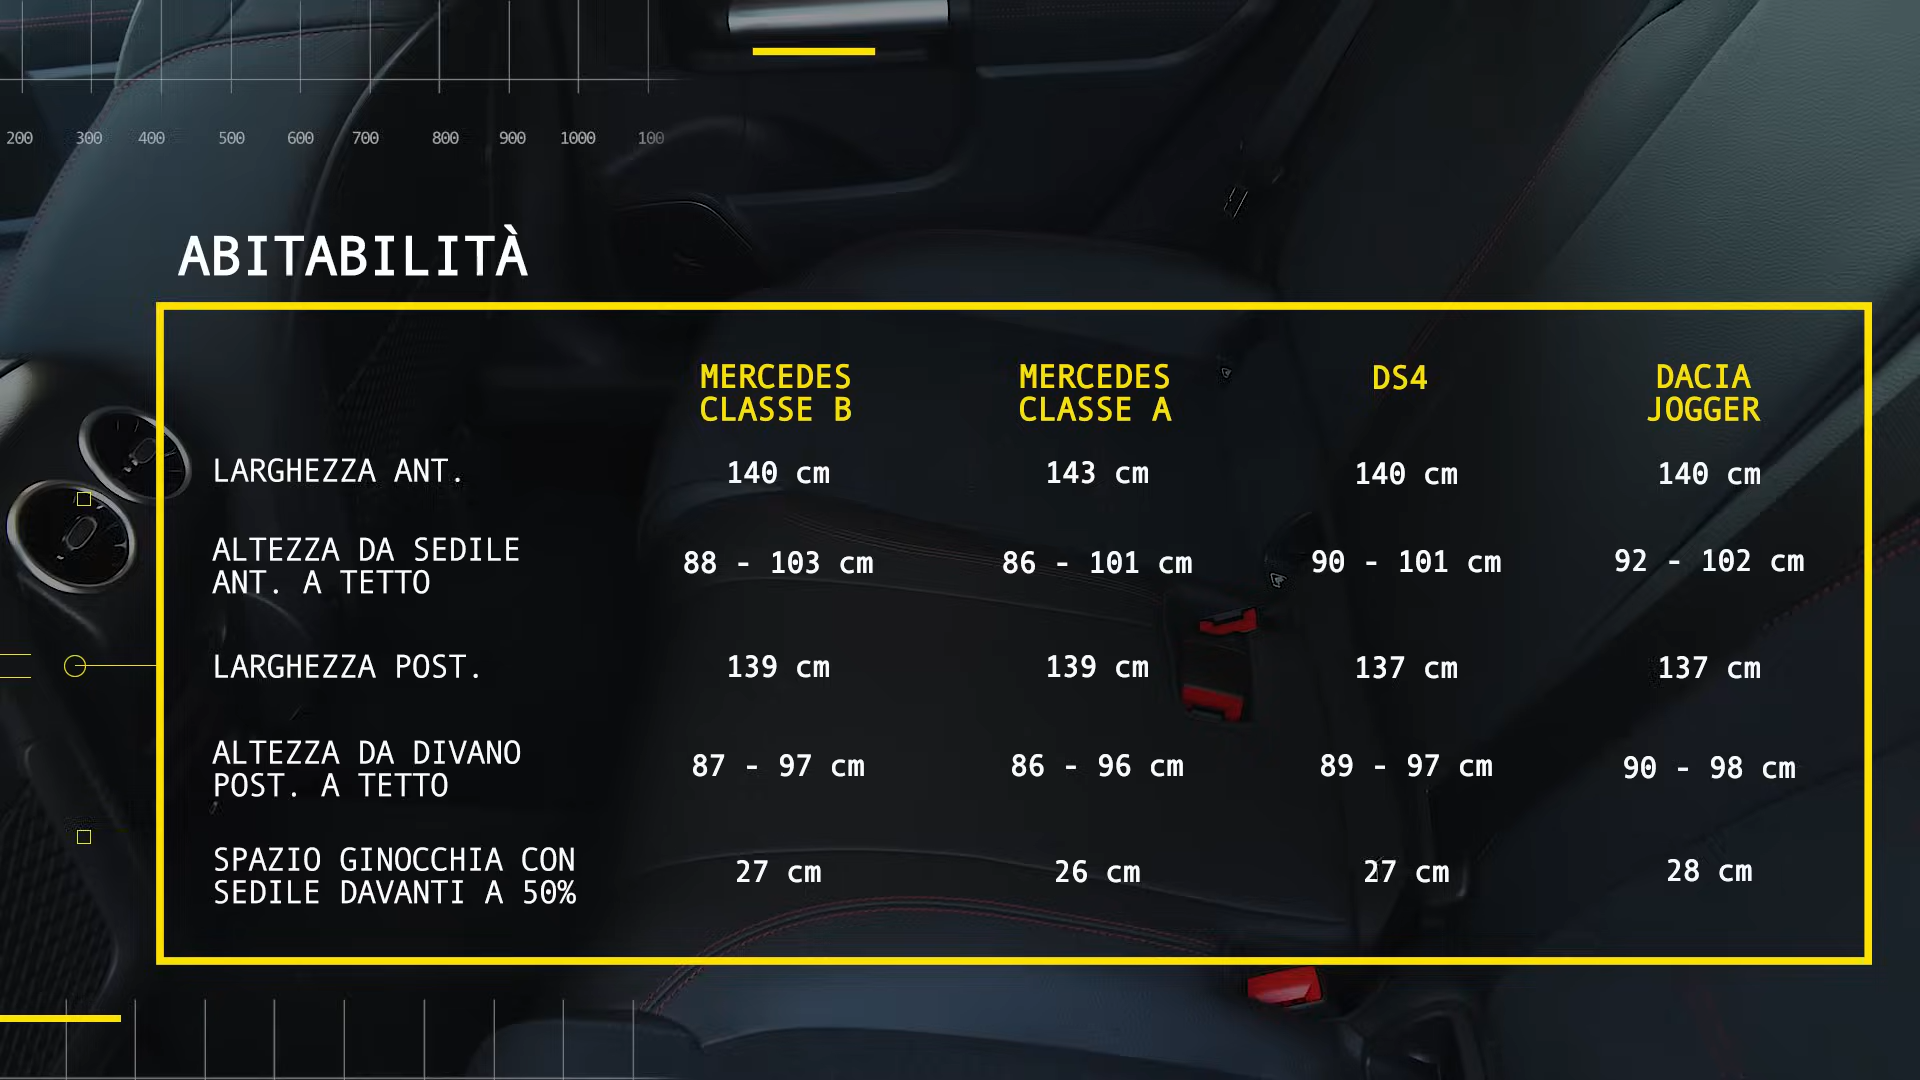 200 300 400 500 600 700 800 900 1000 100
ABITABILITÀ
MERCEDES CLASSE B
MERCEDES CLASSE A
DS4
DACIA JOGGER
LARGHEZZA ANT. 140 cm 143 cm 140 cm 140 cm
ALTEZZA DA SEDILE
ANT. A TETTO
88 - 103 cm 86 - 101 cm 90 - 101 cm 92 - 102 cm
LARGHEZZA POST. 139 cm 139 cm 137 cm 137 cm
ALTEZZA DA DIVANO
POST. A TETTO
87 - 97 cm 86 - 96 cm 89 - 97 cm 90 - 98 cm
SPAZIO GINOCCHIA CON
SEDILE DAVANTI A 50%
27 cm 26 cm 27 cm 28 cm